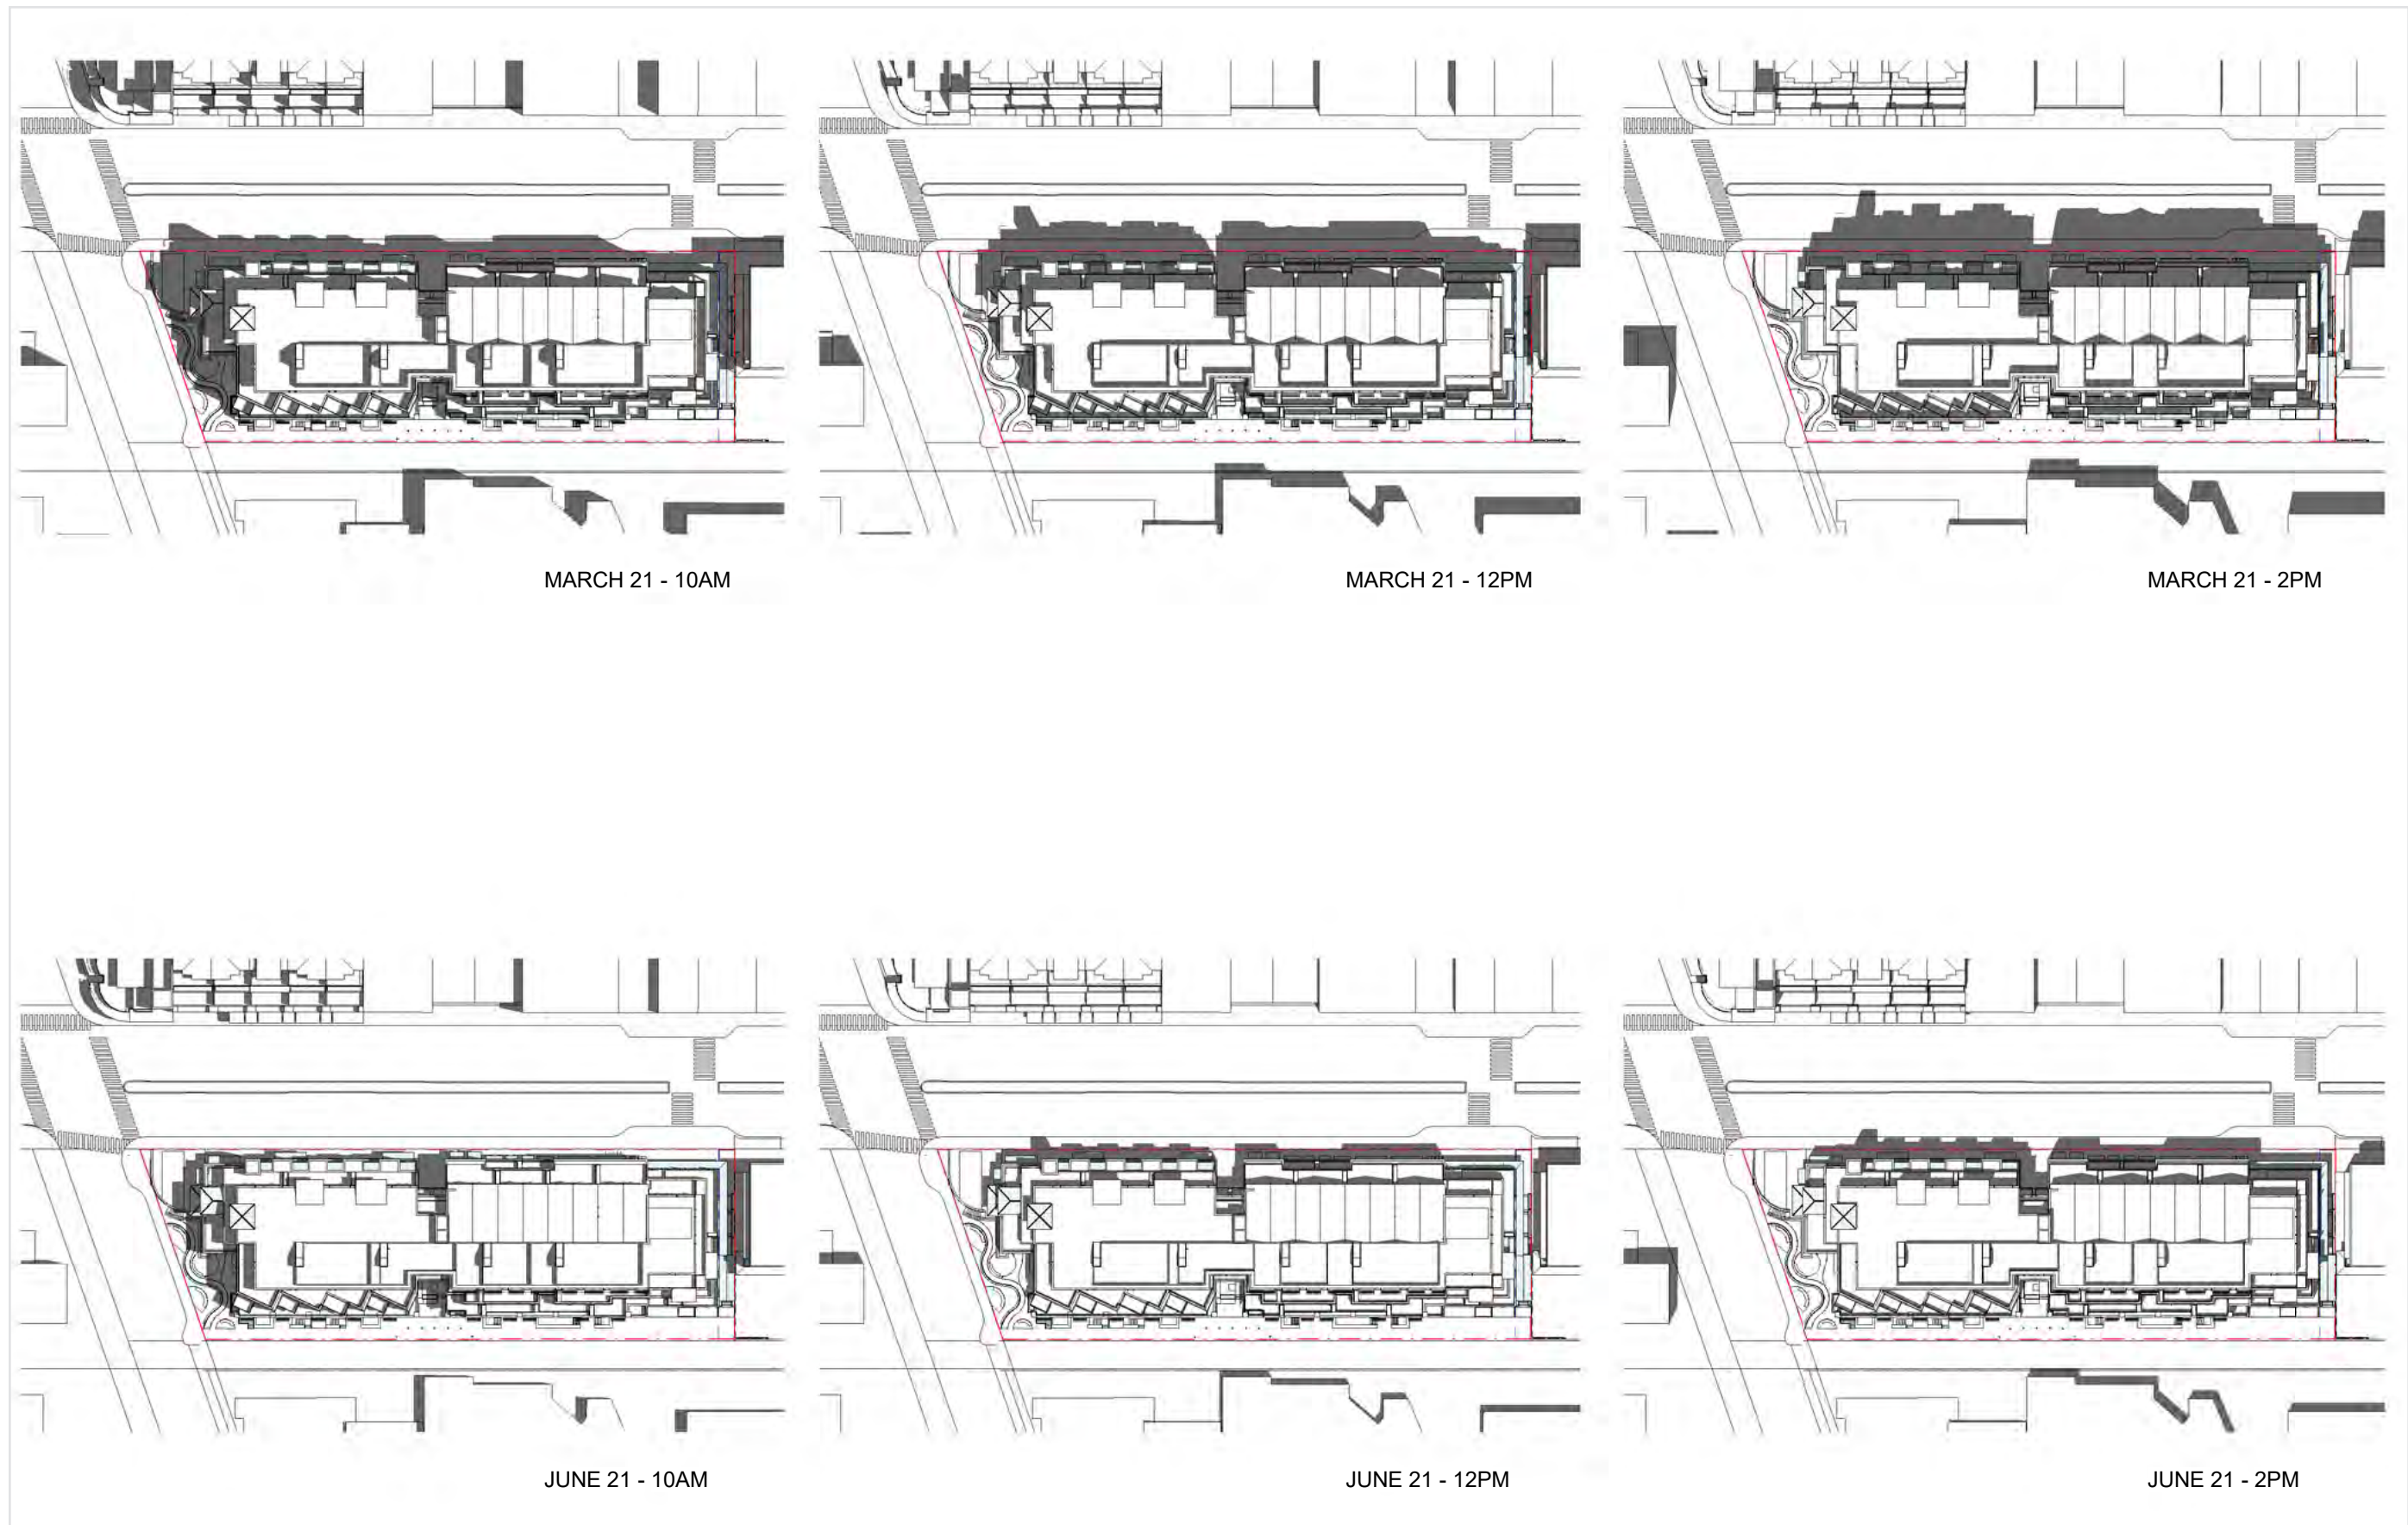 MARCH 21 - 10AM
MARCH 21 - 12PM
MARCH 21 - 2PM
JUNE 21 - 10AM
JUNE 21 - 12PM
JUNE 21 - 2PM